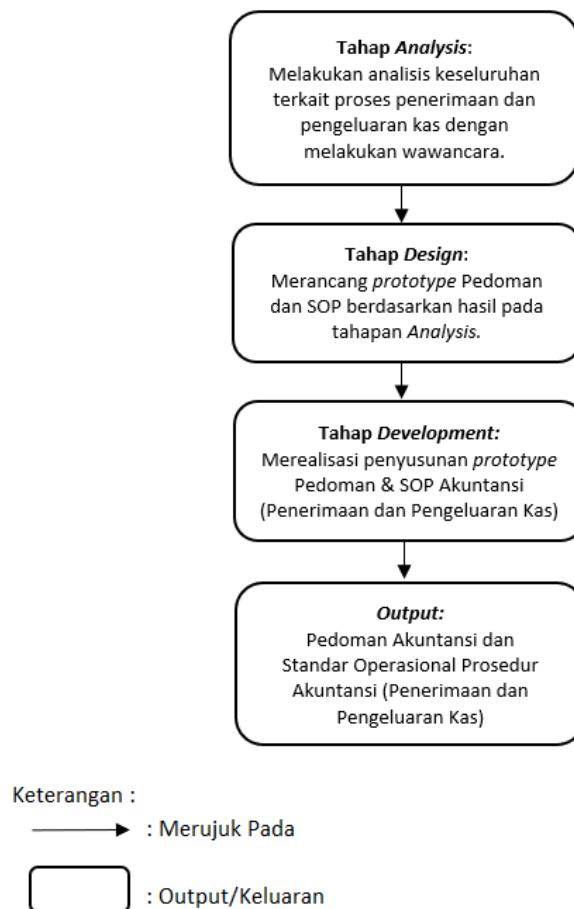 Tahap Analysis:
Melakukan analisis keseluruhan
terkait proses penerimaan dan
pengeluaran kas dengan
melakukan wawancara.
Tahap Design:
Merancang prototype Pedoman
dan SOP berdasarkan hasil pada
tahapan Analysis.
Tahap Development:
Merealisasi penyusunan prototype
Pedoman & SOP Akuntansi
(Penerimaan dan Pengeluaran Kas)
Output:
Pedoman Akuntansi dan
Standar Operasional Prosedur
Akuntansi (Penerimaan dan
Pengeluaran Kas)
Keterangan :
: Merujuk Pada
: Output/Keluaran